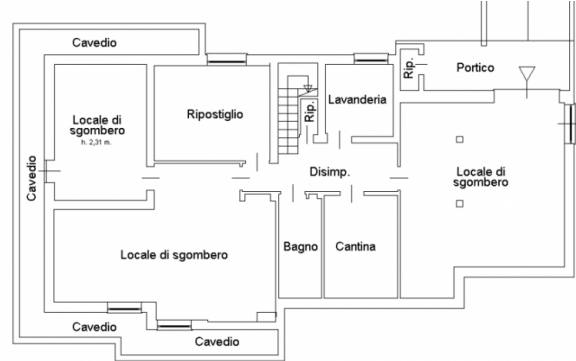 Cavedio
Portico
Rip.
Locale di
sgombero
h. 2,31 m.
Ripostiglio
Lavanderia
Rip.
Cavedio
Disimp.
Locale di
sgombero
Locale di sgombero
Bagno
Cantina
Cavedio
Cavedio